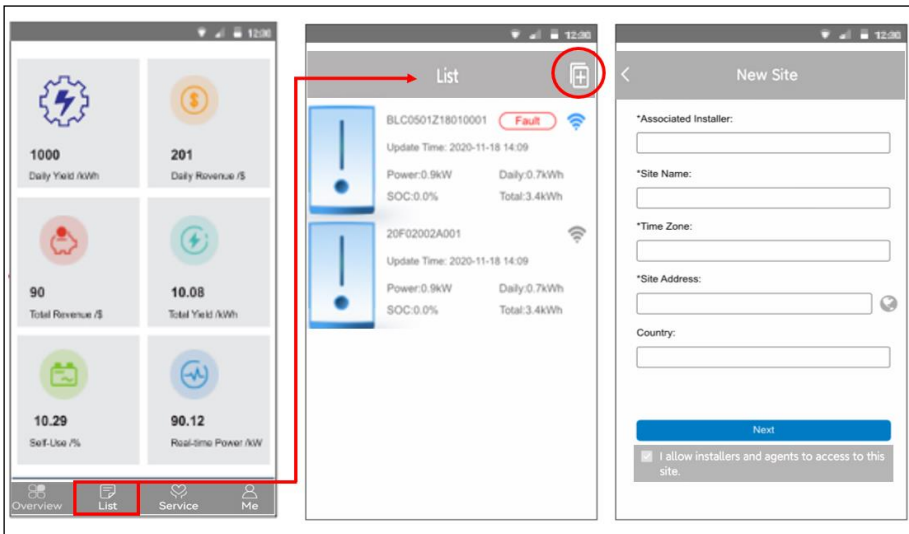 12:30
1000
201
Daily Yield /kWh
Daily Revenue /$
90
10.08
Total Revenue /$
Total Yield /kWh
10.29
90.12
Self-Use /%
Real-time Power /kW
Overview
List
Service
Me
12:30
List
BLC0501Z18010001 Fault
Update Time: 2020-11-18 14:09
Power:0.9kW Daily:0.7kWh
SOC:0.0% Total:3.4kWh
20F02002A001
Update Time: 2020-11-18 14:09
Power:0.9kW Daily:0.7kWh
SOC:0.0% Total:3.4kWh
12:30
New Site
*Associated Installer:
*Site Name:
*Time Zone:
*Site Address:
Country:
Next
I allow installers and agents to access to this
site.